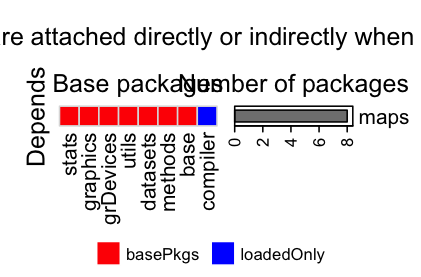 re attached directly or indirectly when
Base packages
Number of packages
Depends
maps
0 2 4 6 8
stats
graphics
grDevices
utils
datasets
methods
base
compiler
basePkgs
loadedOnly